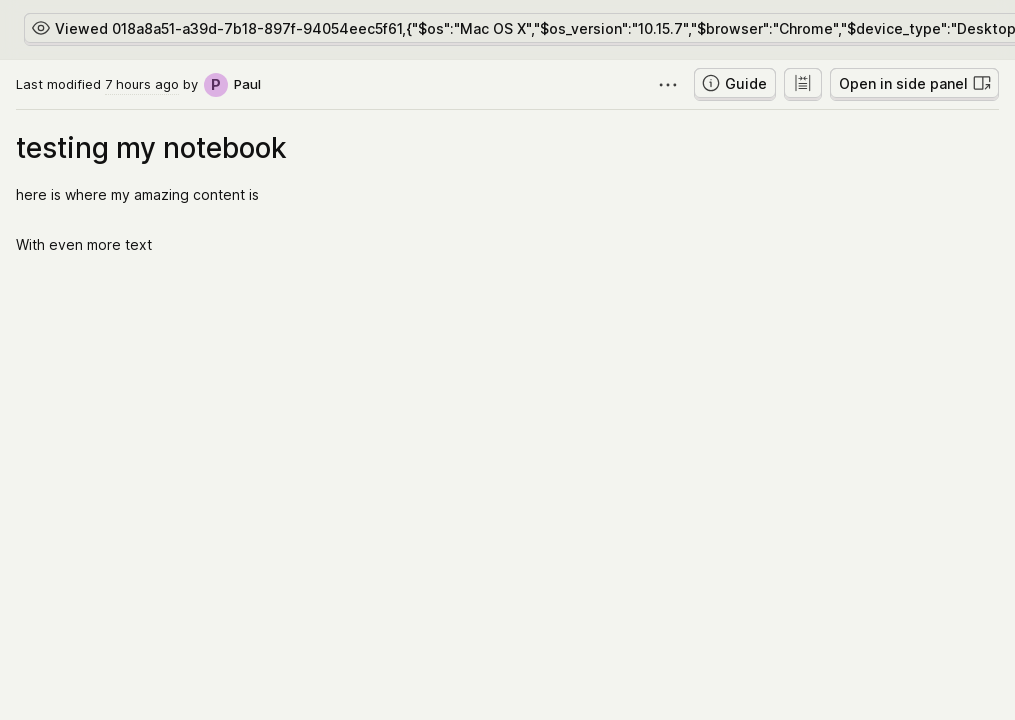 Viewed 018a8a51-a39d-7b18-897f-94054eec5f61,{"$os":"Mac OS X","$os_version":"10.15.7","$browser":"Chrome","$device_type":"Desktop
Last modified 7 hours ago by P Paul
Guide
Open in side panel
testing my notebook
here is where my amazing content is
With even more text